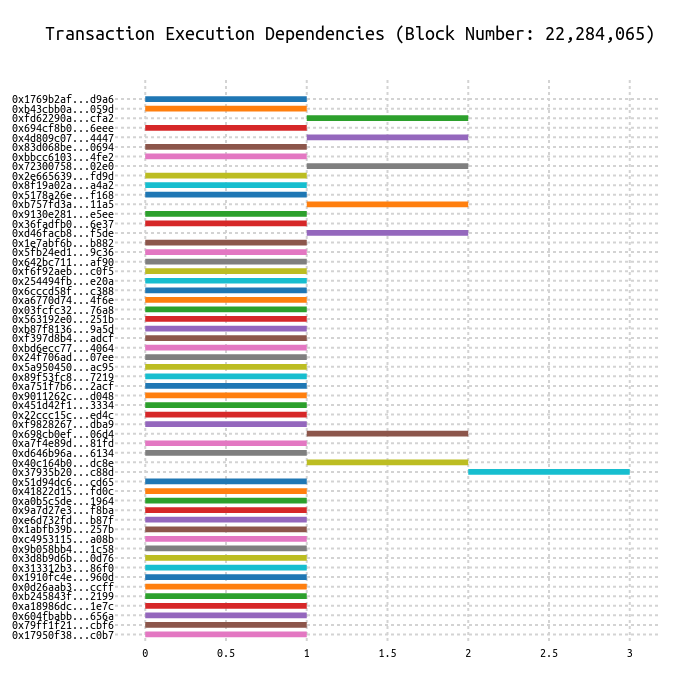 Transaction Execution Dependencies (Block Number: 22,284,065)
0x1769b2af...d9a6
0xb43cbb0a...059d
0xfd62290a...cfa2
0x694cf8b0...6eee
0x4d809c07...4447
0x83d068be...0694
0xbbcc6103...4fe2
0x72300758...02e0
0x2e665639...fd9d
0x8f19a02a...a4a2
0x5178a26e...f168
0xb757fd3a...11a5
0x9130e281...e5ee
0x36fadfb0...6e37
0xd46facb8...f5de
0x1e7abf6b...b882
0x5fb24ed1...9c36
0x642bc711...af90
0xf6f92aeb...c0f5
0x254494fb...e20a
0x6cccd58f...c388
0xa6770d74...4f6e
0x03fcfc32...76a8
0x563192e0...251b
0xb87f8136...9a5d
0xf397d8b4...adcf
0xbd6ecc77...4064
0x24f706ad...07ee
0x5a950450...ac95
0x89f53fc8...7219
0xa751f7b6...2acf
0x9011262c...d048
0x451d42f1...3334
0x22ccc15c...ed4c
0xf9828267...dba9
0x698cb0ef...06d4
0xa7f4e89d...81fd
0xd646b96a...6134
0x40c164b0...dc8e
0x37935b20...c88d
0x51d94dc6...cd65
0x41822d15...fd0c
0xa0b5c5de...1964
0x9a7d27e3...f8ba
0xe6d732fd...b87f
0x1abfb39b...257b
0xc4953115...a08b
0x9b058bb4...1c58
0x3d8b9d6b...0d76
0x313312b3...86f0
0x1910fc4e...960d
0x0d26aab3...ccff
0xb245843f...2199
0xa18986dc...1e7c
0x604fbabb...656a
0x79ff1f21...cbf6
0x17950f38...c0b7
0 0.5 1 1.5 2 2.5 3